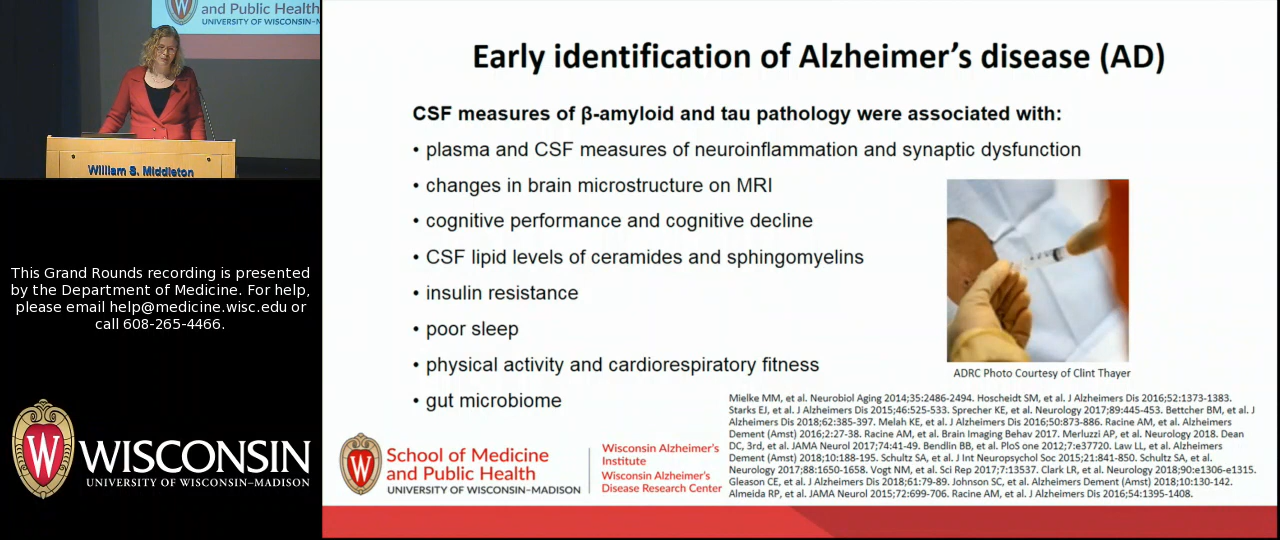 and Public Health
UNIVERSITY OF WISCONSIN–
William S. Middleton
This Grand Rounds recording is presented
by the Department of Medicine. For help,
please email help@medicine.wisc.edu or
call 608-265-4466.
W
WISCONSIN
UNIVERSITY OF WISCONSIN–MADISON
Early identification of Alzheimer's disease (AD)
CSF measures of β-amyloid and tau pathology were associated with:
• plasma and CSF measures of neuroinflammation and synaptic dysfunction
• changes in brain microstructure on MRI
• cognitive performance and cognitive decline
• CSF lipid levels of ceramides and sphingomyelins
• insulin resistance
• poor sleep
• physical activity and cardiorespiratory fitness
• gut microbiome
ADRC Photo Courtesy of Clint Thayer
Mielke MM, et al. Neurobiol Aging 2014;35:2486-2494. Hoscheidt SM, et al. J Alzheimers Dis 2016;52:1373-1383.
Starks EJ, et al. J Alzheimers Dis 2015;46:525-533. Sprecher KE, et al. Neurology 2017;89:445-453. Bettcher BM, et al. J
Alzheimers Dis 2018;62:385-397. Melah KE, et al. J Alzheimers Dis 2016;50:873-886. Racine AM, et al. Alzheimers
Dement (Amst) 2016;2:27-38. Racine AM, et al. Brain Imaging Behav 2017. Merluzzi AP, et al. Neurology 2018. Dean
DC, 3rd, et al. JAMA Neurol 2017;74:41-49. Bendlin BB, et al. PLoS one 2012;7:e37720. Law LL, et al. Alzheimers
Dement (Amst) 2018;10:188-195. Schultz SA, et al. J Int Neuropsychol Soc 2015;21:841-850. Schultz SA, et al.
Neurology 2017;88:1650-1658. Vogt NM, et al. Sci Rep 2017;7:13537. Clark LR, et al. Neurology 2018;90:e1306-e1315.
Gleason CE, et al. J Alzheimers Dis 2018;61:79-89. Johnson SC, et al. Alzheimers Dement (Amst) 2018;10:130-142.
Almeida RP, et al. JAMA Neurol 2015;72:699-706. Racine AM, et al. J Alzheimers Dis 2016;54:1395-1408.
W
School of Medicine
and Public Health
UNIVERSITY OF WISCONSIN–MADISON
Wisconsin Alzheimer's
Institute
Wisconsin Alzheimer's
Disease Research Center